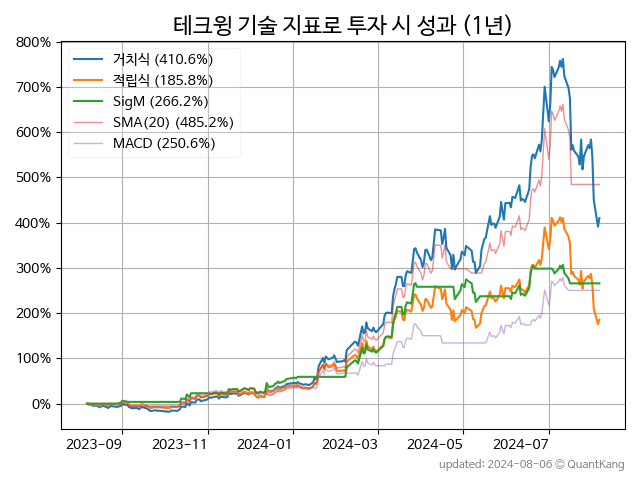 테크윙 기술 지표로 투자 시 성과 (1년)
800%
700%
600%
500%
400%
300%
200%
100%
0%
거치식 (410.6%)
적립식 (185.8%)
SigM (266.2%)
SMA(20) (485.2%)
MACD (250.6%)
2023-09 2023-11 2024-01 2024-03 2024-05 2024-07
updated: 2024-08-06 © QuantKang